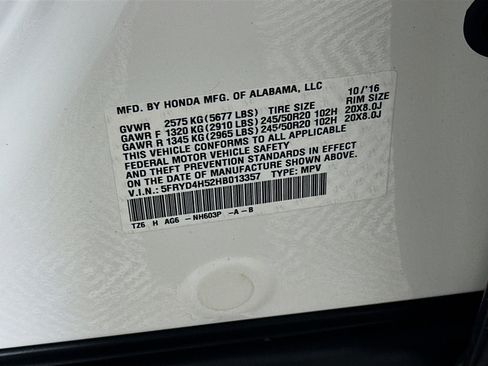 MFD. BY HONDA MFG. OF ALABAMA, LLC 10/'16
GVWR 2575 KG(5677 LBS) TIRE SIZE RIM SIZE
GAWR F 1320 KG(2910 LBS)245/50R20 102H 20X8.0J
GAWR R 1345 KG(2965 LBS)245/50R20 102H 20X8.0J
THIS VEHICLE CONFORMS TO ALL APPLICABLE
FEDERAL MOTOR VEHICLE SAFETY
AND THEFT PREVENTION STANDARDS IN EFFECT
ON THE DATE OF MANUFACTURE SHOWN ABOVE.
V.I.N.: 5FRYD4H52HB013357 TYPE: MPV
TZ6 H AG6 -NH603P -A-B